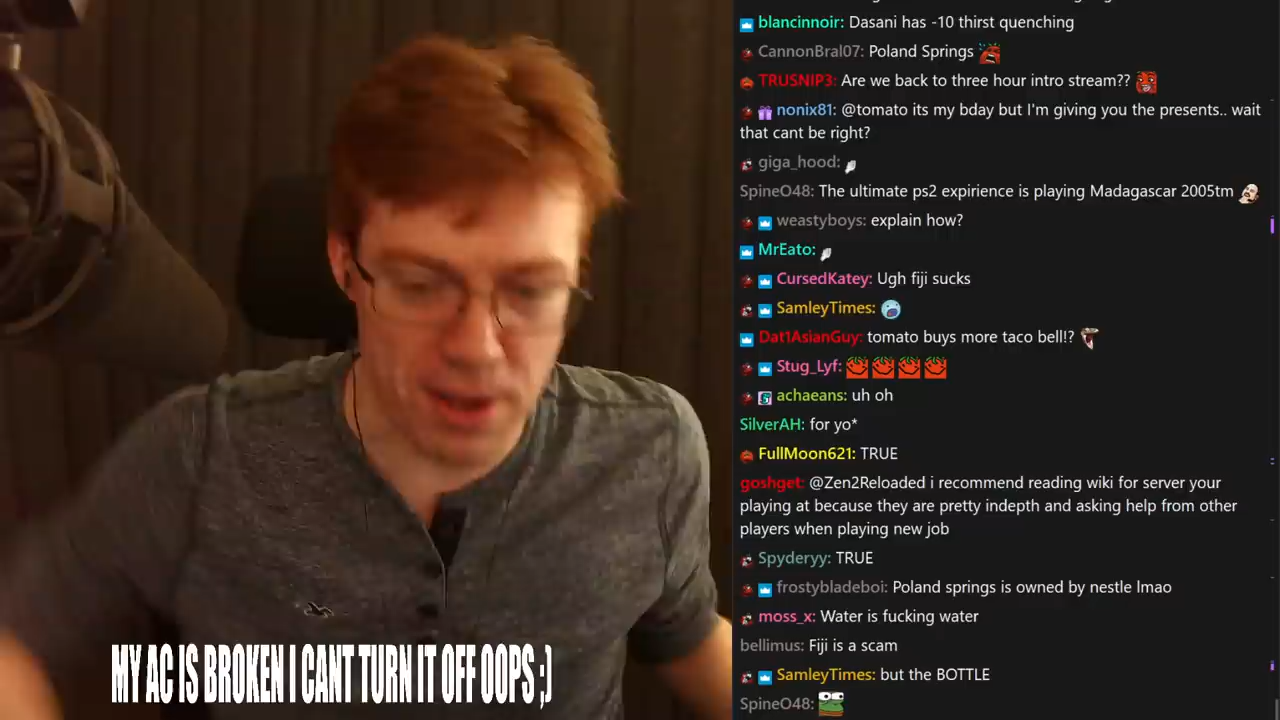 blancinnoir: Dasani has -10 thirst quenching
CannonBral07: Poland Springs
TRUSNIP3: Are we back to three hour intro stream??
nonix81: @tomato its my bday but I'm giving you the presents.. wait
that cant be right?
giga_hood:
SpineO48: The ultimate ps2 expirience is playing Madagascar 2005tm
weastyboys: explain how?
MrEato:
CursedKatey: Ugh fiji sucks
SamleyTimes:
Dat1AsianGuy: tomato buys more taco bell!?
Stug_Lyf:
achaeans: uh oh
SilverAH: for yo*
FullMoon621: TRUE
goshget: @Zen2Reloaded i recommend reading wiki for server your
playing at because they are pretty indepth and asking help from other
players when playing new job
Spyderyy: TRUE
frostybladeboi: Poland springs is owned by nestle lmao
moss_x: Water is fucking water
bellimus: Fiji is a scam
SamleyTimes: but the BOTTLE
SpineO48:
MY AC IS BROKEN I CANT TURN IT OFF OOPS ;)